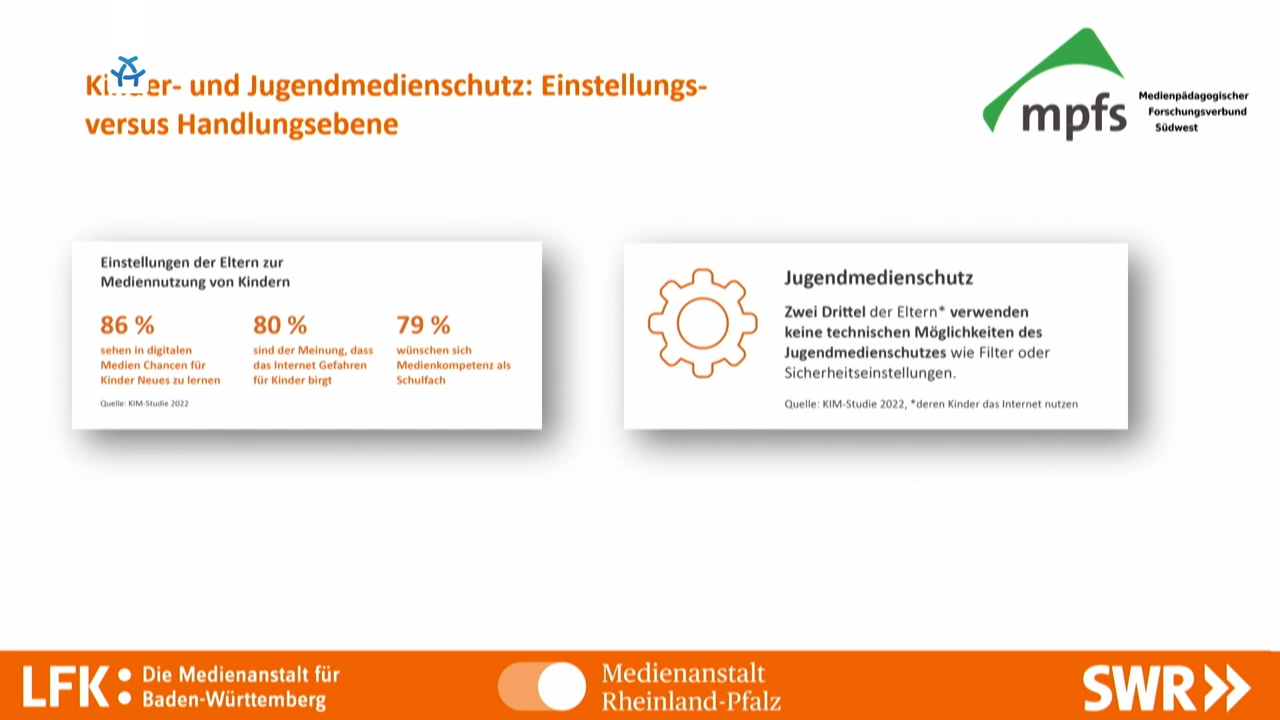 Kinder- und Jugendmedienschutz: Einstellungs-
versus Handlungsebene
mpfs
Medienpädagogischer
Forschungsverbund
Südwest
Einstellungen der Eltern zur
Mediennutzung von Kindern
86 %
sehen in digitalen
Medien Chancen für
Kinder Neues zu lernen
80 %
sind der Meinung, dass
das Internet Gefahren
für Kinder birgt
79 %
wünschen sich
Medienkompetenz als
Schulfach
Quelle: KIM-Studie 2022
Jugendmedienschutz
Zwei Drittel der Eltern* verwenden
keine technischen Möglichkeiten des
Jugendmedienschutzes wie Filter oder
Sicherheitseinstellungen.
Quelle: KIM-Studie 2022, *deren Kinder das Internet nutzen
LFK:
Die Medienanstalt für
Baden-Württemberg
Medienanstalt
Rheinland-Pfalz
SWR